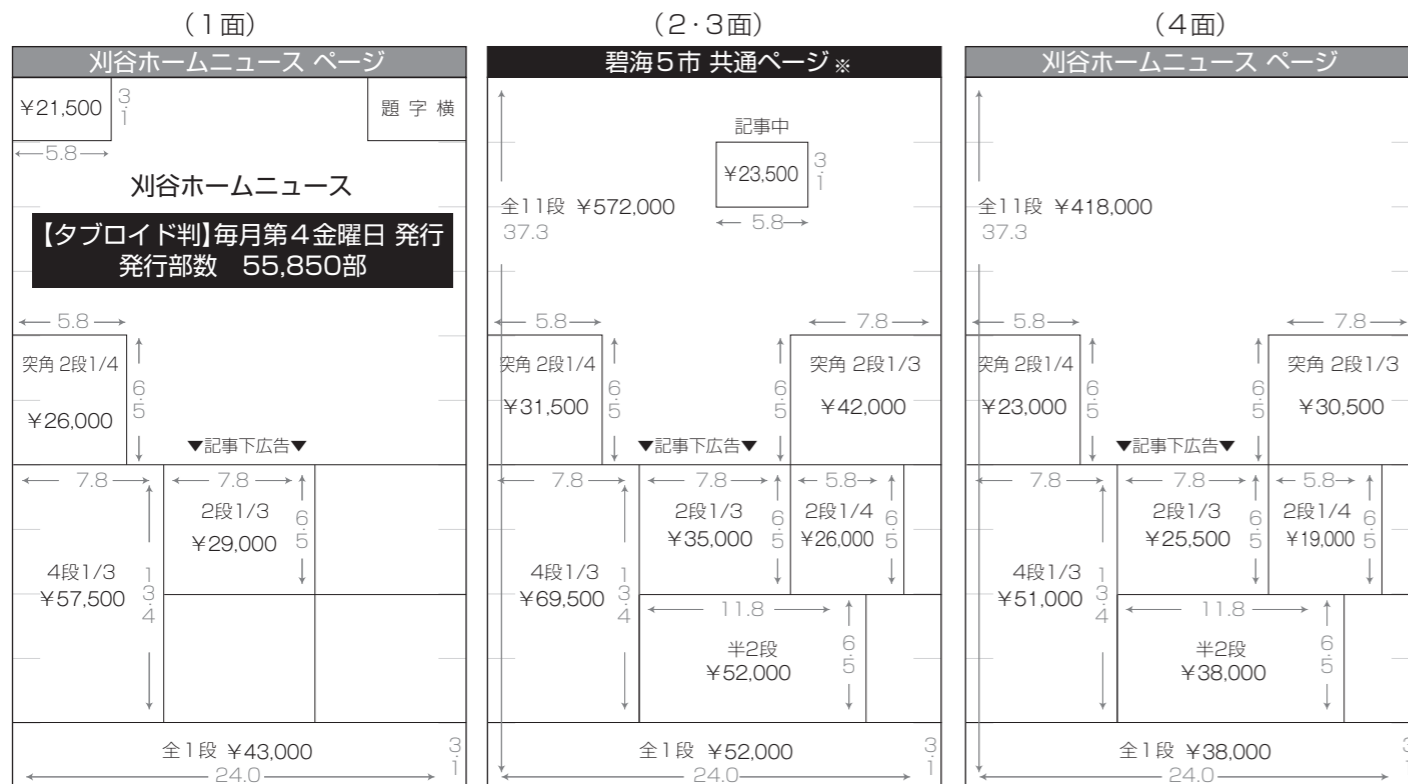 (1面)
刈谷ホームニュース ページ
¥21,500
3.1
題字横
5.8
刈谷ホームニュース
【タブロイド判】毎月第4金曜日 発行
発行部数 55,850部
5.8
突角 2段1/4
¥26,000
6.5
▼記事下広告▼
7.8
7.8
2段1/3
¥29,000
6.5
4段1/3
¥57,500
13.4
全1段 ¥43,000
3.1
24.0
(2・3面)
碧海5市 共通ページ※
記事中
¥23,500
3.1
5.8
全11段 ¥572,000
37.3
5.8
7.8
突角 2段1/4
¥31,500
6.5
突角 2段1/3
¥42,000
6.5
▼記事下広告▼
7.8
7.8
5.8
2段1/3
¥35,000
6.5
2段1/4
¥26,000
6.5
4段1/3
¥69,500
13.4
11.8
半2段
¥52,000
6.5
全1段 ¥52,000
3.1
24.0
(4面)
刈谷ホームニュース ページ
全11段 ¥418,000
37.3
5.8
7.8
突角 2段1/4
¥23,000
6.5
突角 2段1/3
¥30,500
6.5
▼記事下広告▼
7.8
7.8
5.8
2段1/3
¥25,500
6.5
2段1/4
¥19,000
6.5
4段1/3
¥51,000
13.4
11.8
半2段
¥38,000
6.5
全1段 ¥38,000
24.0